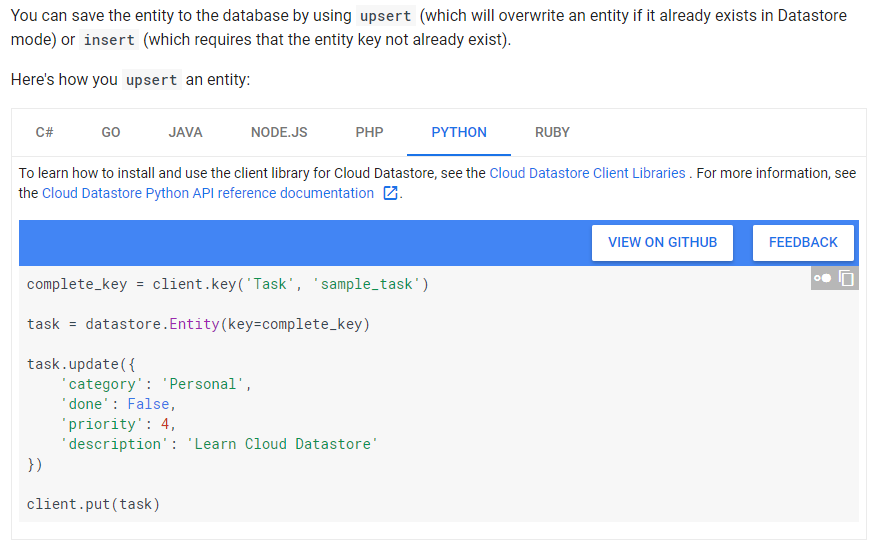 You can save the entity to the database by using upsert (which will overwrite an entity if it already exists in Datastore
mode) or insert (which requires that the entity key not already exist).
Here's how you upsert an entity:
C# GO JAVA NODE.JS PHP PYTHON RUBY
To learn how to install and use the client library for Cloud Datastore, see the Cloud Datastore Client Libraries . For more information, see
the Cloud Datastore Python API reference documentation .
VIEW ON GITHUB FEEDBACK
complete_key = client.key('Task', 'sample_task')
task = datastore.Entity(key=complete_key)
task.update({
    'category': 'Personal',
    'done': False,
    'priority': 4,
    'description': 'Learn Cloud Datastore'
})
client.put(task)